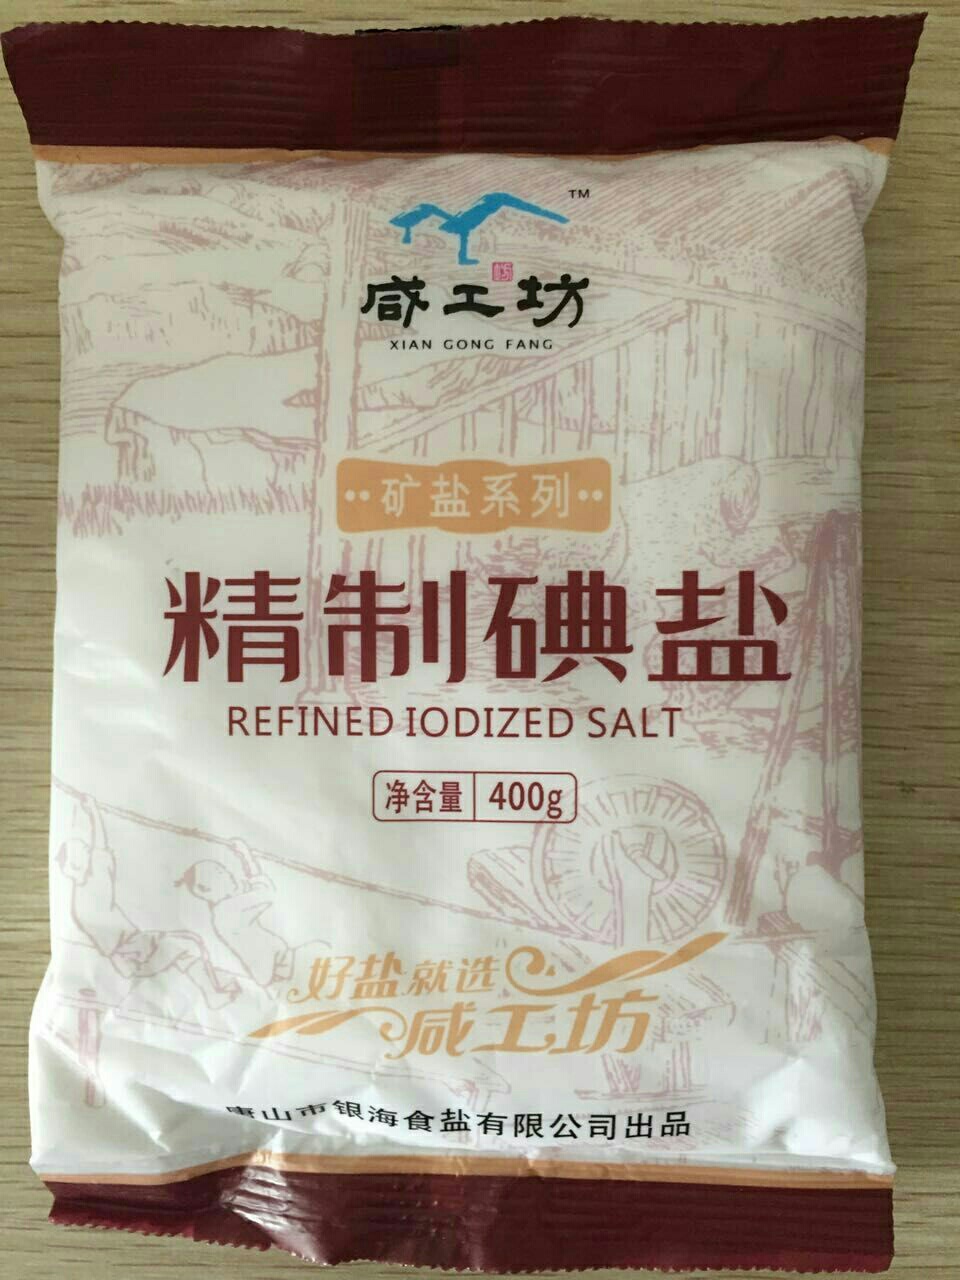 TM
咸工坊
XIAN GONG FANG
··矿盐系列··
精制碘盐
REFINED IODIZED SALT
净含量 400g
好盐就选
咸工坊
唐山市银海食盐有限公司出品